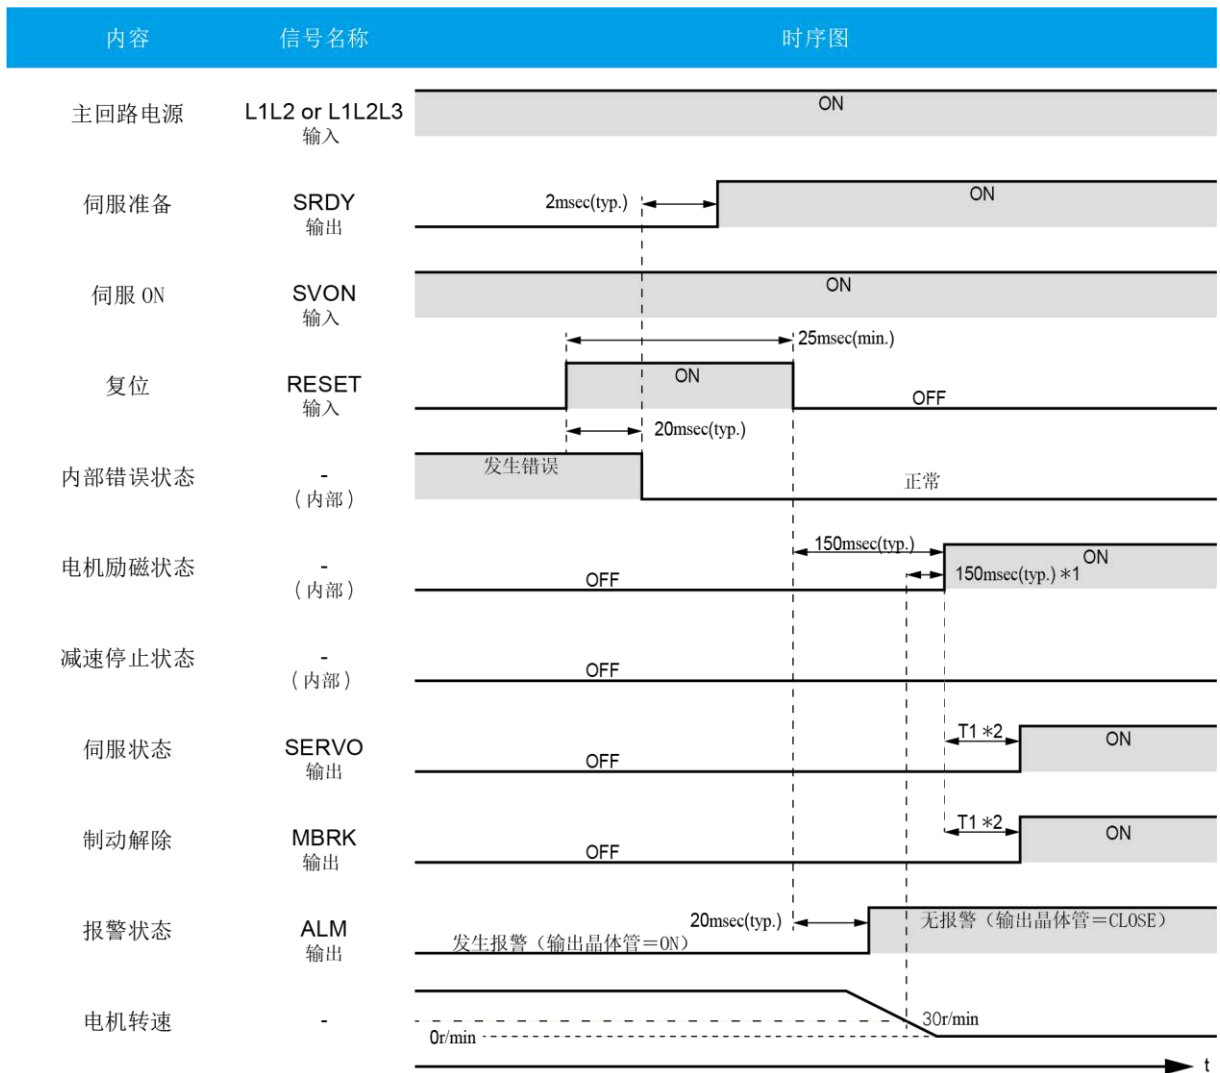 内容 信号名称 时序图
主回路电源 L1L2 or L1L2L3 ON
输入
伺服准备 SRDY 2msec(typ.) ON
输出
伺服 ON SVON ON
输入
25msec(min.)
复位 RESET ON OFF
输入
20msec(typ.)
内部错误状态 - 发生错误 正常
（内部）
150msec(typ.) ON
电机励磁状态 - OFF 150msec(typ.)*1
（内部）
减速停止状态 - OFF
（内部）
T1*2 ON
伺服状态 SERVO OFF
输出
T1*2 ON
制动解除 MBRK OFF
输出
20msec(typ.) 无报警（输出晶体管＝CLOSE）
报警状态 ALM 发生报警（输出晶体管＝ON）
输出
电机转速 - 30r/min
0r/min
t